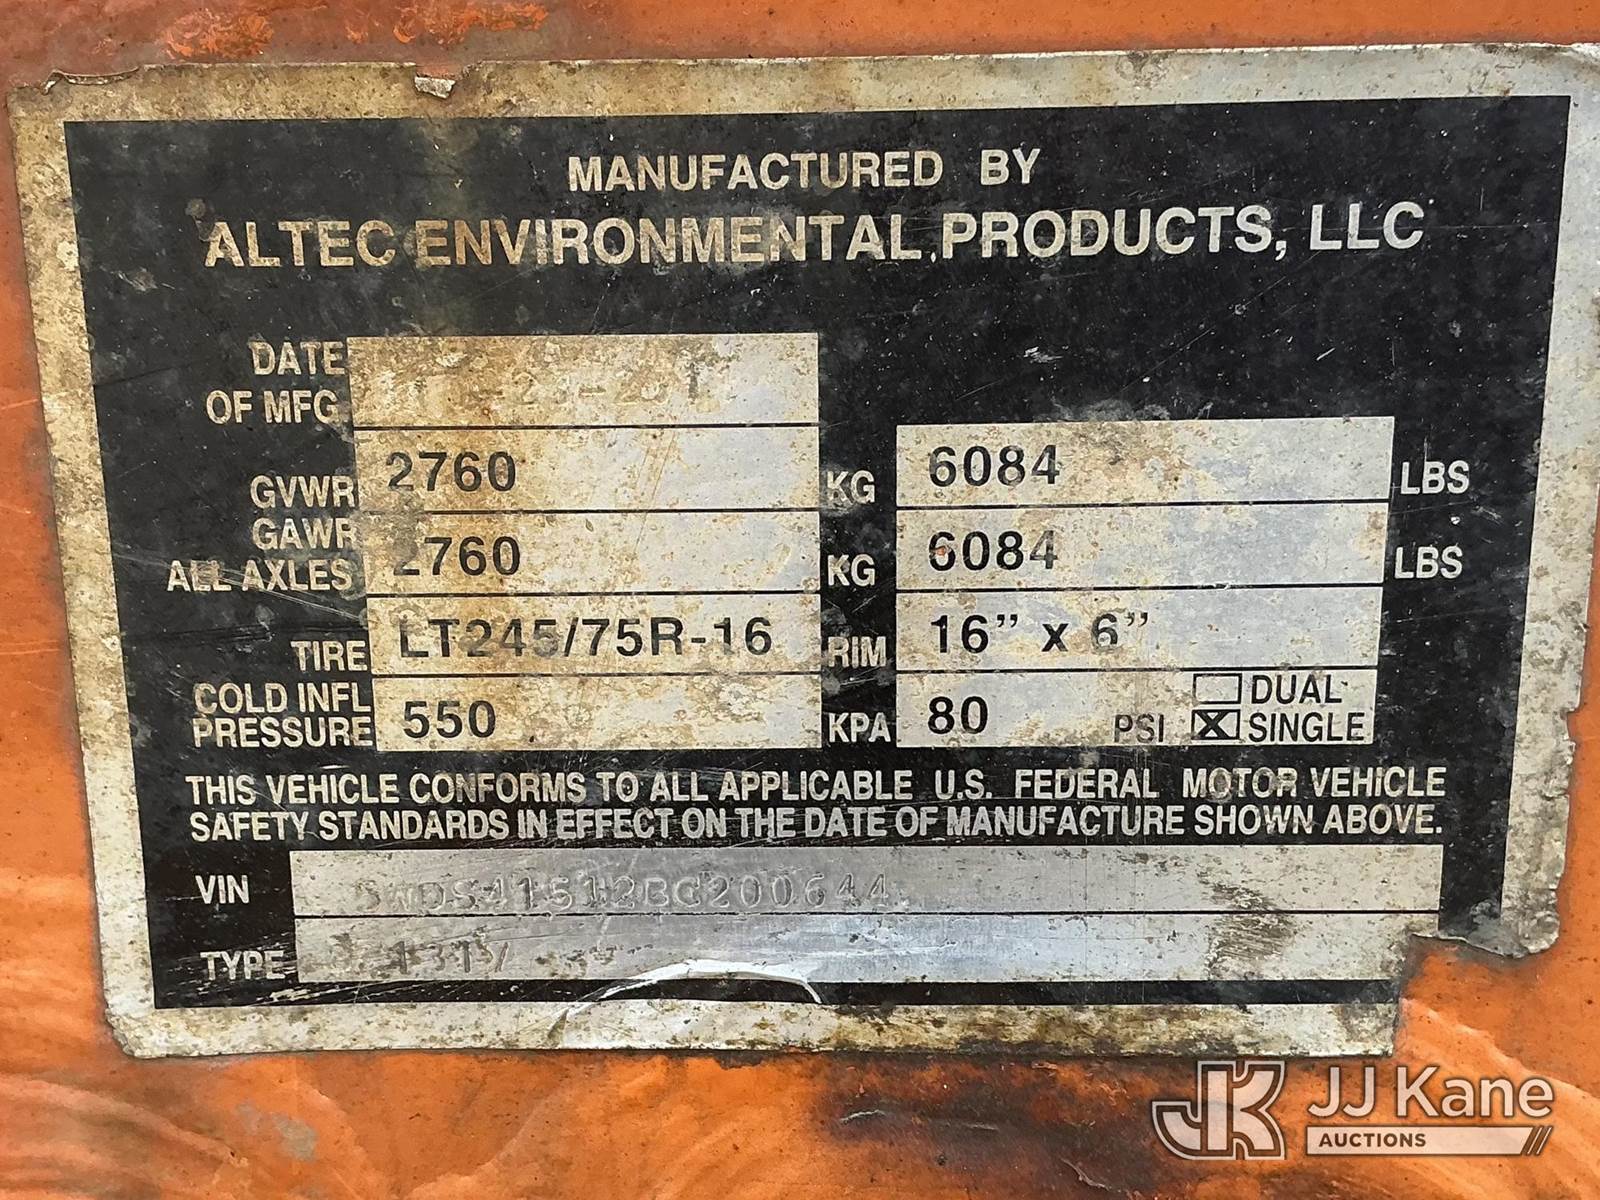 MANUFACTURED BY
ALTEC ENVIRONMENTAL PRODUCTS, LLC
DATE
OF MFG
GVWR 2760 KG 6084 LBS
GAWR
ALL AXLES 2760 KG 6084 LBS
TIRE LT245/75R-16 RIM 16” x 6”
COLD INFL
PRESSURE 550 KPA 80 PSI DUAL
X SINGLE
THIS VEHICLE CONFORMS TO ALL APPLICABLE U.S. FEDERAL MOTOR VEHICLE
SAFETY STANDARDS IN EFFECT ON THE DATE OF MANUFACTURE SHOWN ABOVE.
VIN
TYPE
JK JJ Kane
AUCTIONS